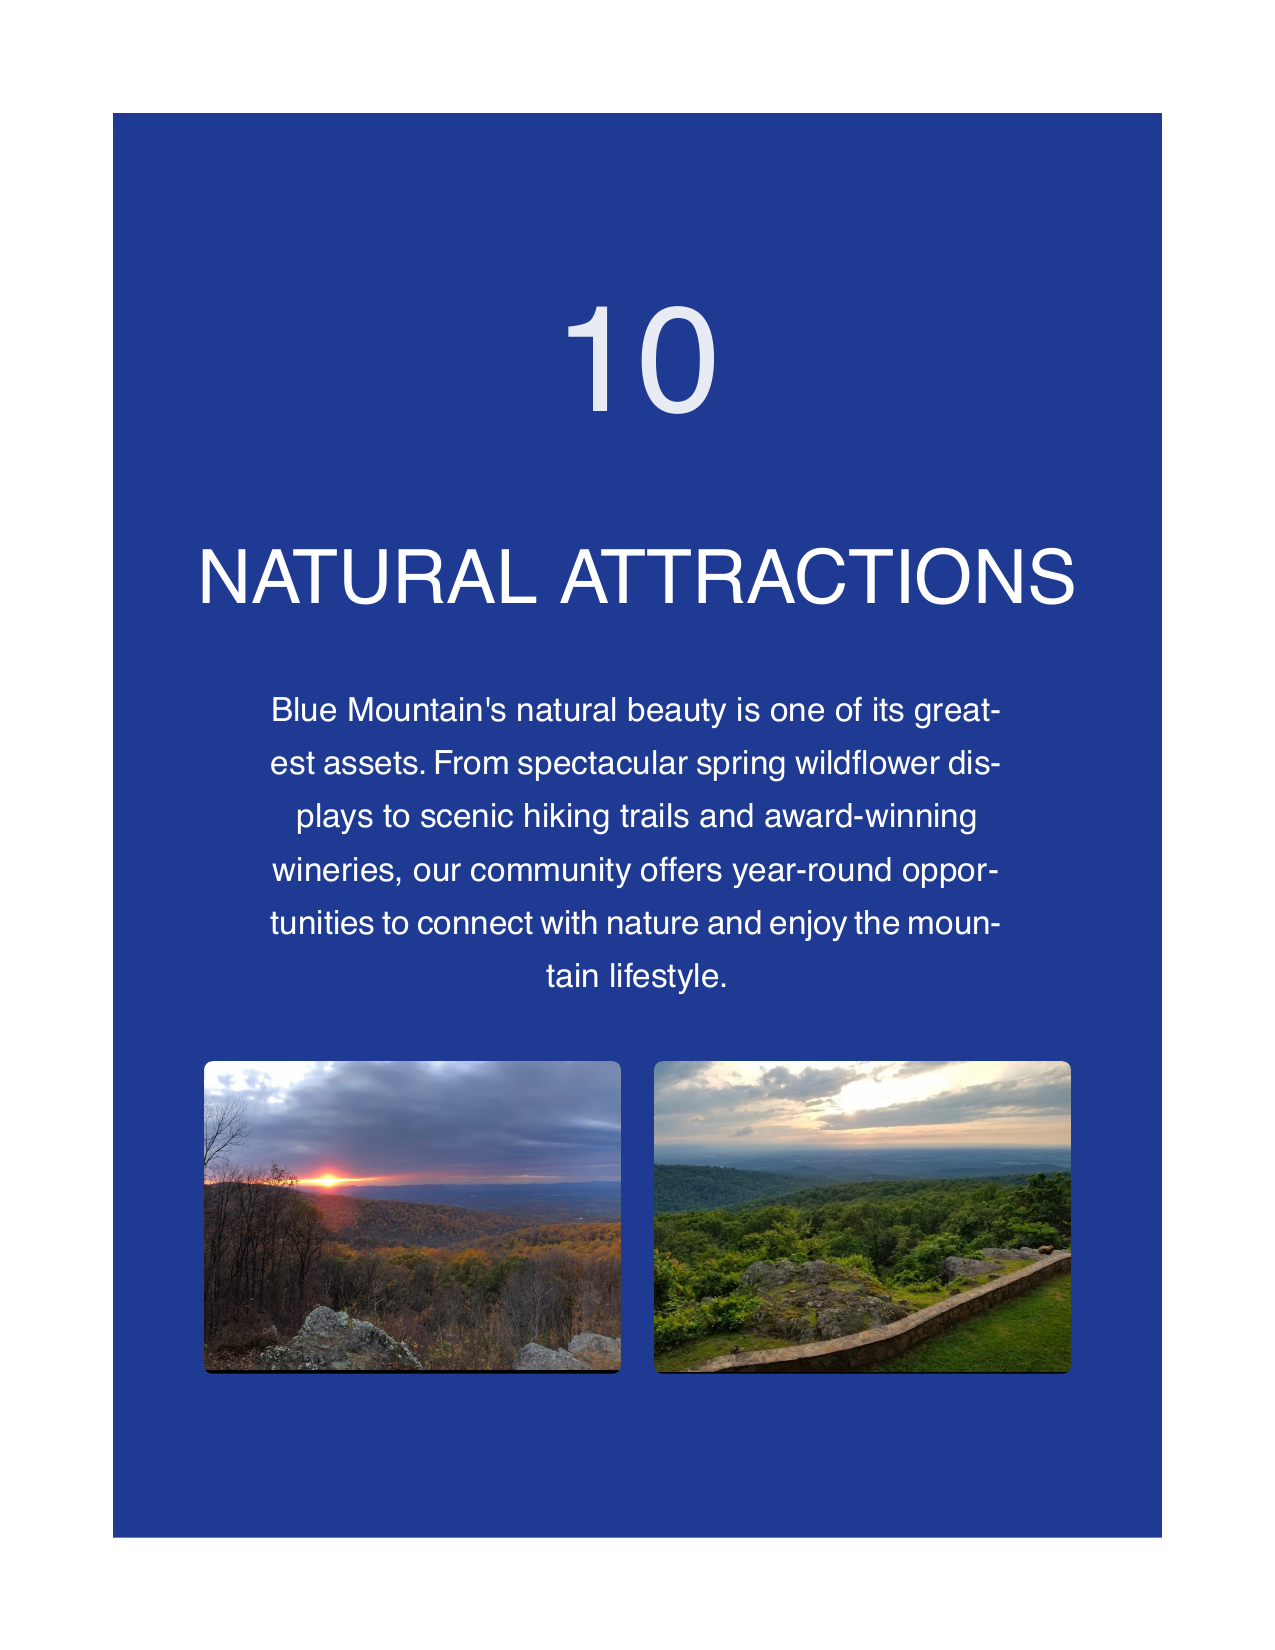 10
NATURAL ATTRACTIONS
Blue Mountain's natural beauty is one of its great-
est assets. From spectacular spring wildflower dis-
plays to scenic hiking trails and award-winning
wineries, our community offers year-round oppor-
tunities to connect with nature and enjoy the moun-
tain lifestyle.